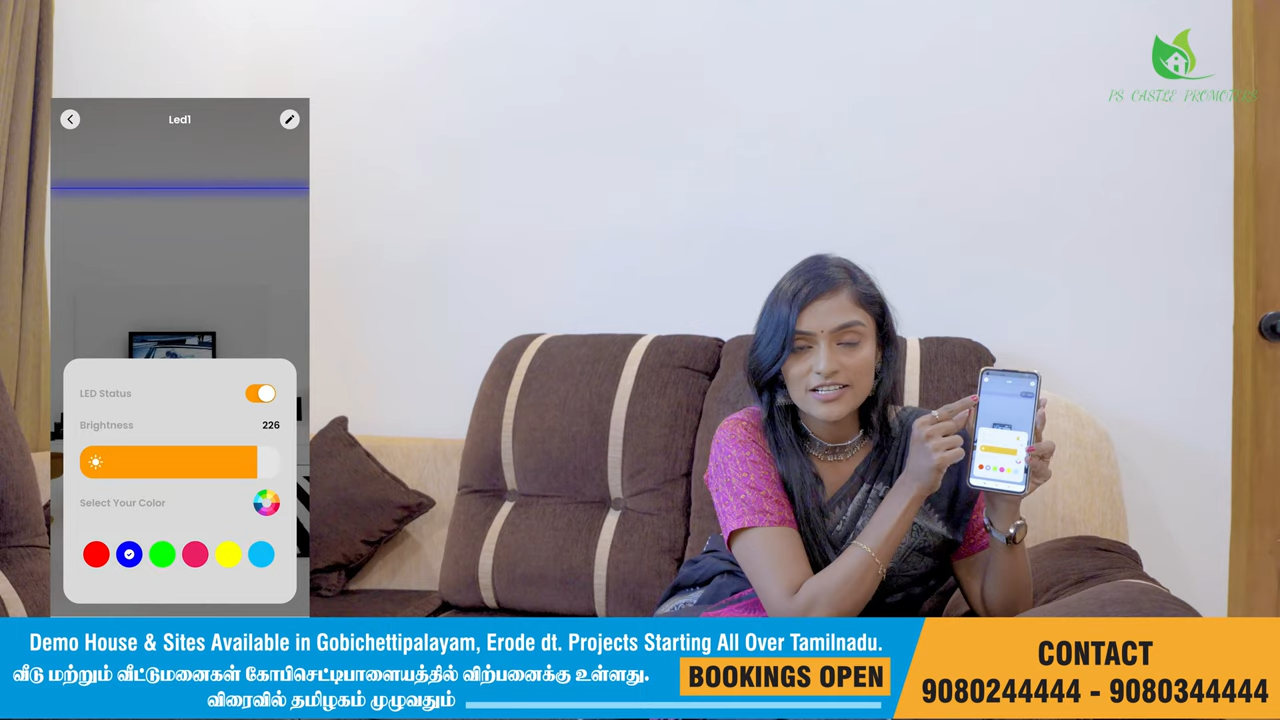 PS CASTLE PROMOTERS
Led1
LED Status
Brightness 226
Select Your Color
Demo House & Sites Available in Gobichettipalayam, Erode dt. Projects Starting All Over Tamilnadu.
வீடு மற்றும் வீட்டுமனைகள் கோபிசெட்டிபாளையத்தில் விற்பனைக்கு உள்ளது.
விரைவில் தமிழகம் முழுவதும்
BOOKINGS OPEN
CONTACT
9080244444 - 9080344444